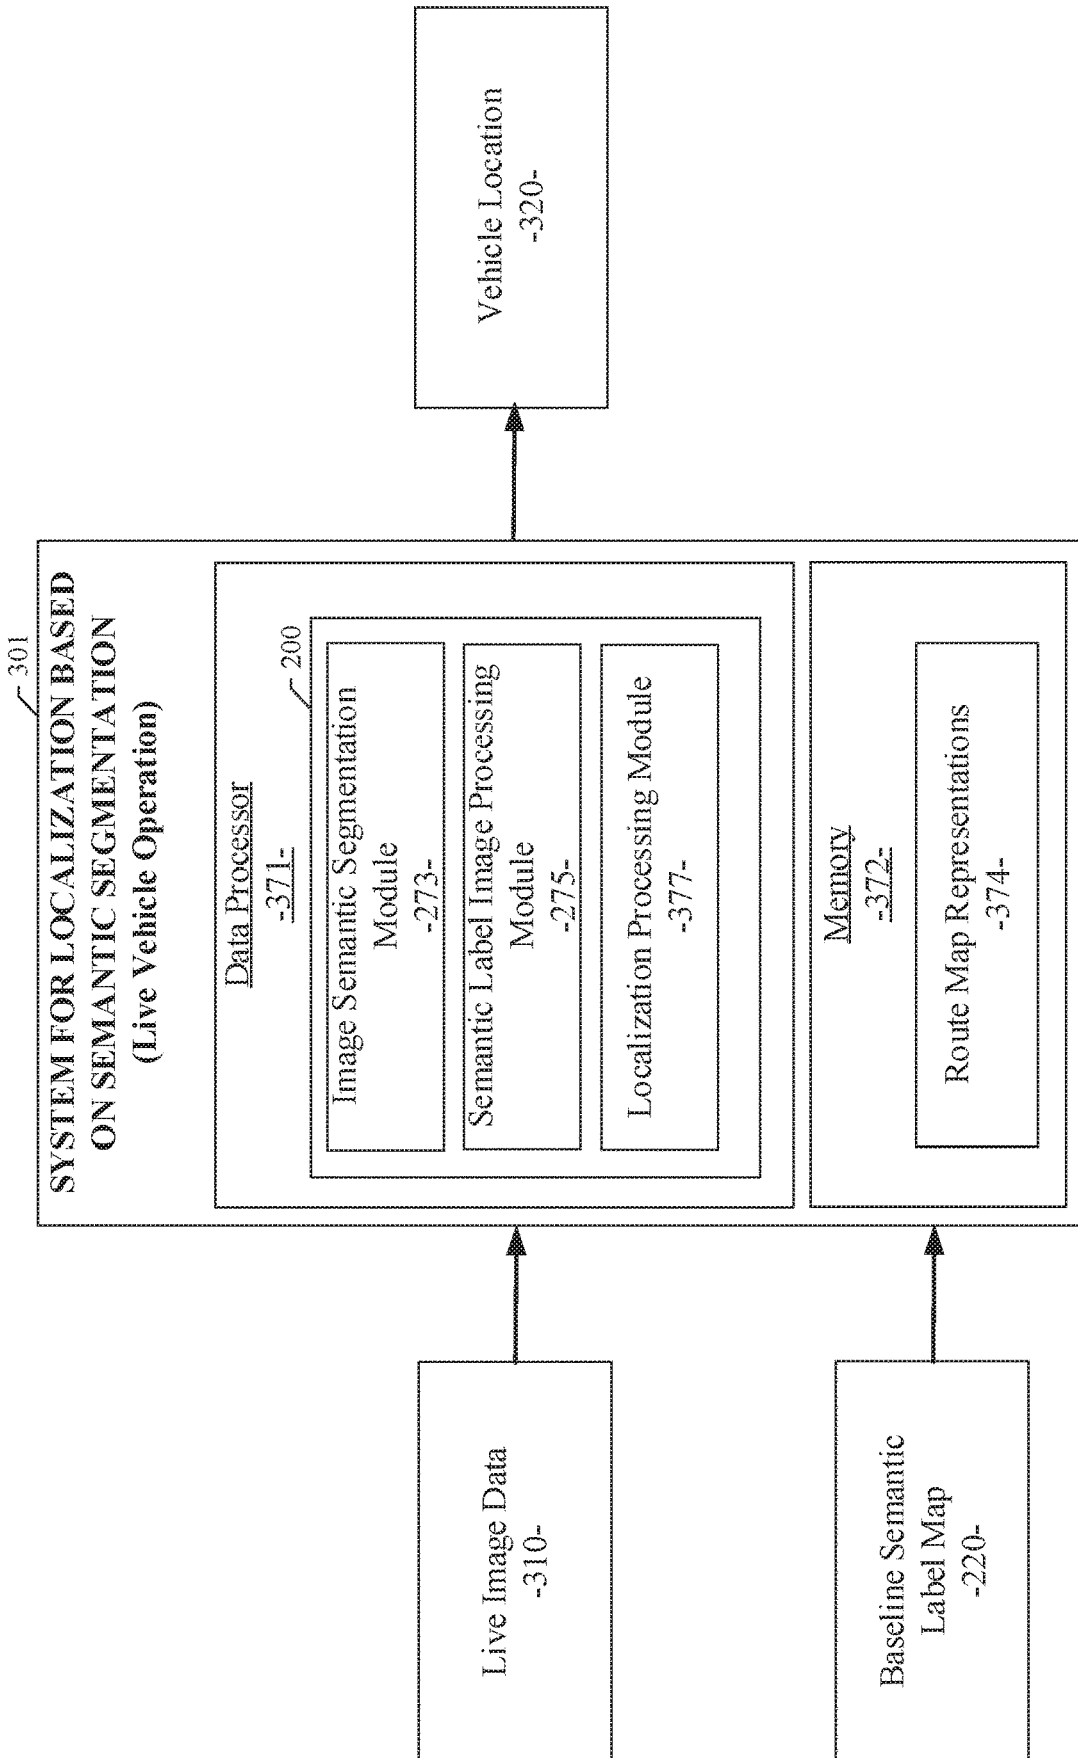 301
SYSTEM FOR LOCALIZATION BASED
ON SEMANTIC SEGMENTATION
(Live Vehicle Operation)
Live Image Data
-310-
Baseline Semantic
Label Map
-220-
Data Processor
-371-
200
Image Semantic Segmentation
Module
-273-
Semantic Label Image Processing
Module
-275-
Localization Processing Module
-377-
Memory
-372-
Route Map Representations
-374-
Vehicle Location
-320-